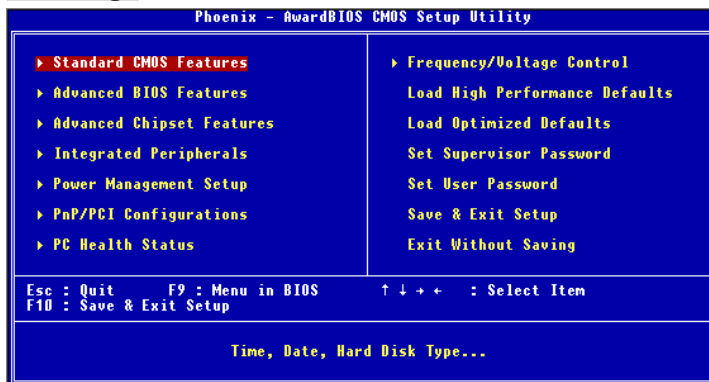 Phoenix - AwardBIOS CMOS Setup Utility
▸ Standard CMOS Features
▸ Advanced BIOS Features
▸ Advanced Chipset Features
▸ Integrated Peripherals
▸ Power Management Setup
▸ PnP/PCI Configurations
▸ PC Health Status
▸ Frequency/Voltage Control
Load High Performance Defaults
Load Optimized Defaults
Set Supervisor Password
Set User Password
Save & Exit Setup
Exit Without Saving
Esc : Quit F9 : Menu in BIOS ↑ ↓ → ← : Select Item
F10 : Save & Exit Setup
Time, Date, Hard Disk Type...